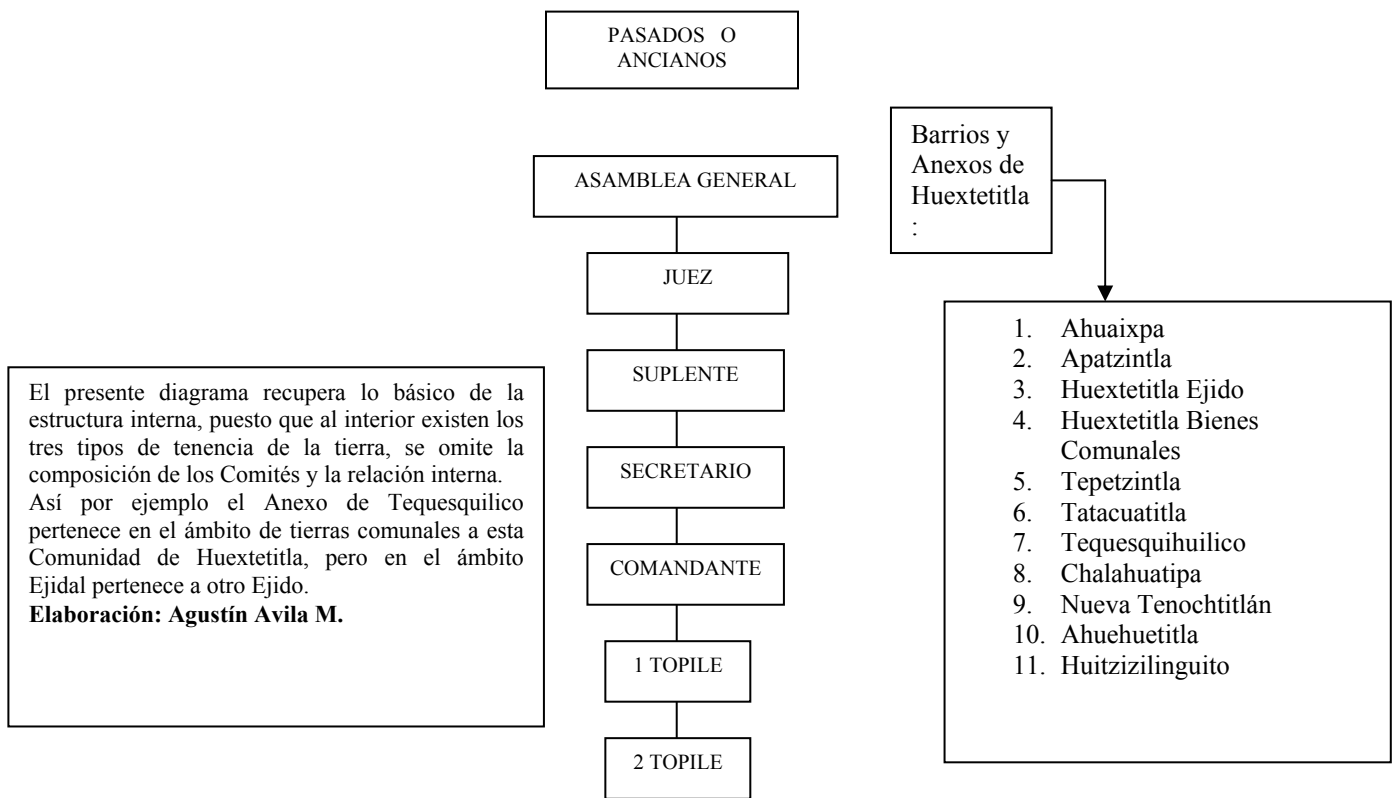 PASADOS O
ANCIANOS
ASAMBLEA GENERAL
JUEZ
SUPLENTE
SECRETARIO
COMANDANTE
1 TOPILE
2 TOPILE
Barrios y
Anexos de
Huextetitla
:
1. Ahuaixpa
2. Apatzintla
3. Huextetitla Ejido
4. Huextetitla Bienes
Comunales
5. Tepetzintla
6. Tatacuatitla
7. Tequesquihuilico
8. Chalahuatipa
9. Nueva Tenochtitlán
10. Ahuehuetitla
11. Huitzizilinguito
El presente diagrama recupera lo básico de la
estructura interna, puesto que al interior existen los
tres tipos de tenencia de la tierra, se omite la
composición de los Comités y la relación interna.
Así por ejemplo el Anexo de Tequesquilico
pertenece en el ámbito de tierras comunales a esta
Comunidad de Huextetitla, pero en el ámbito
Ejidal pertenece a otro Ejido.
Elaboración: Agustín Avila M.